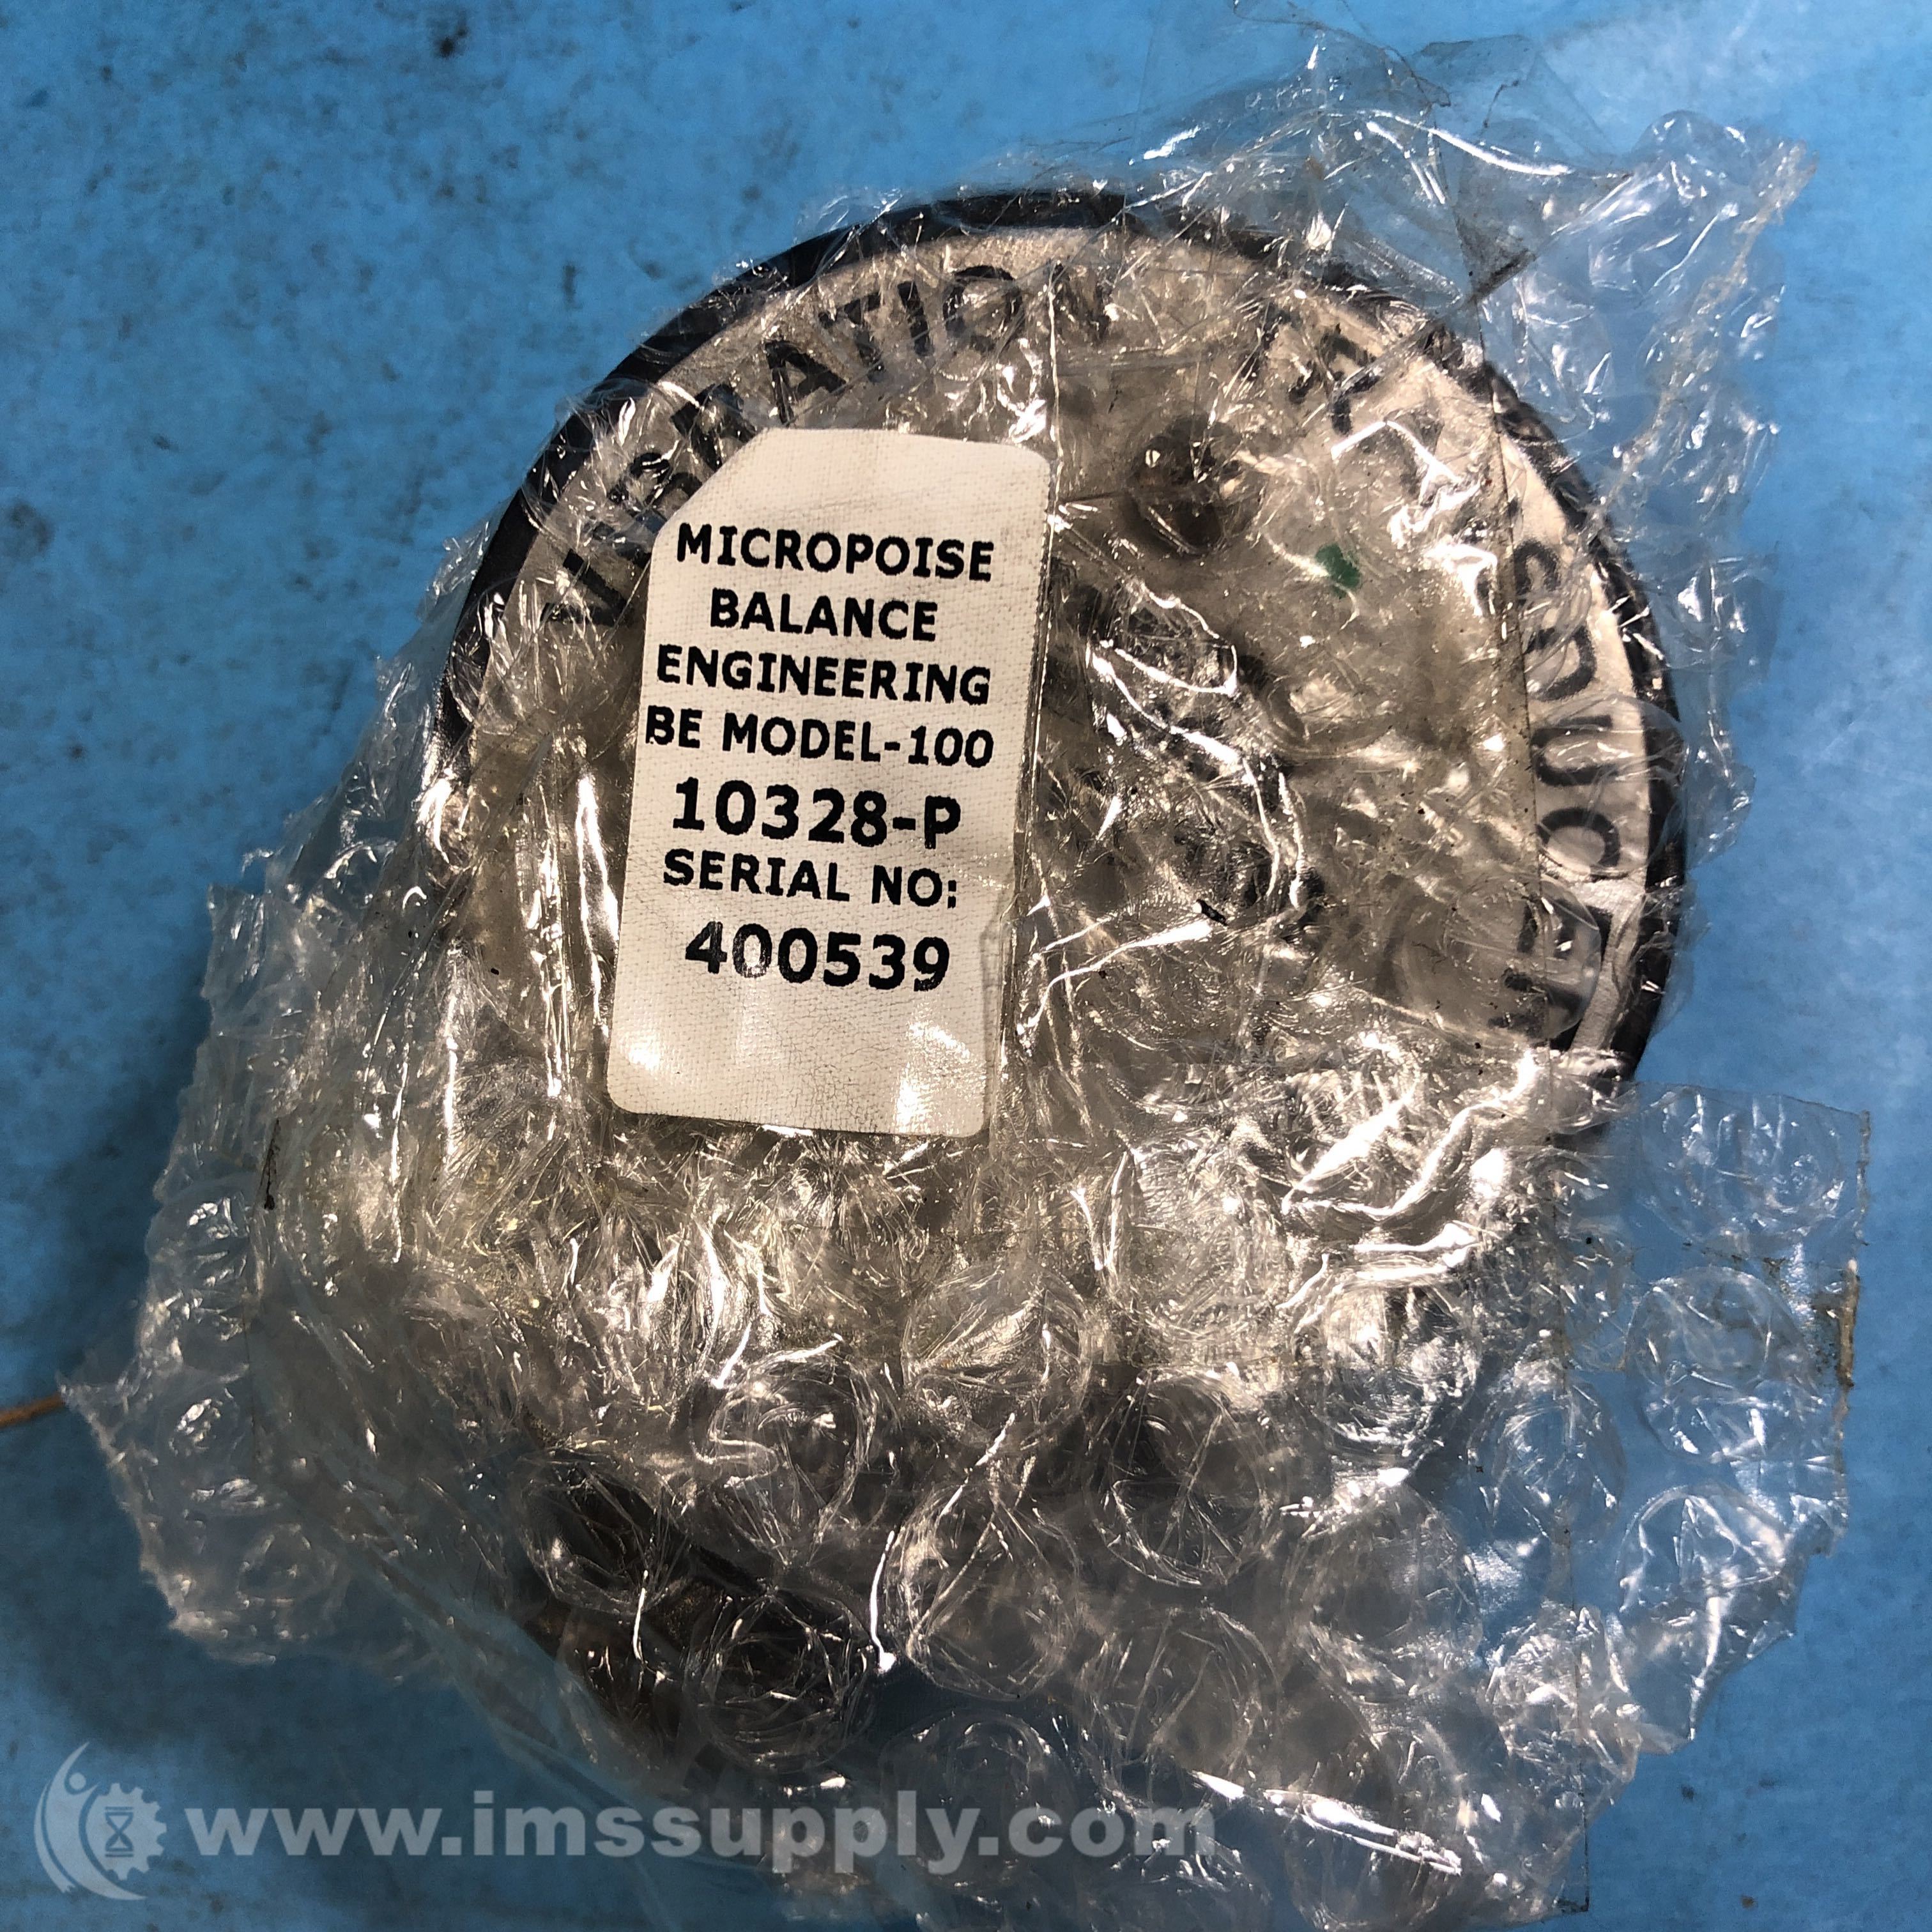 VIBRATION
MICROPOISE
BALANCE
ENGINEERING
BE MODEL-100
10328-P
SERIAL NO:
400539
www.imssupply.com